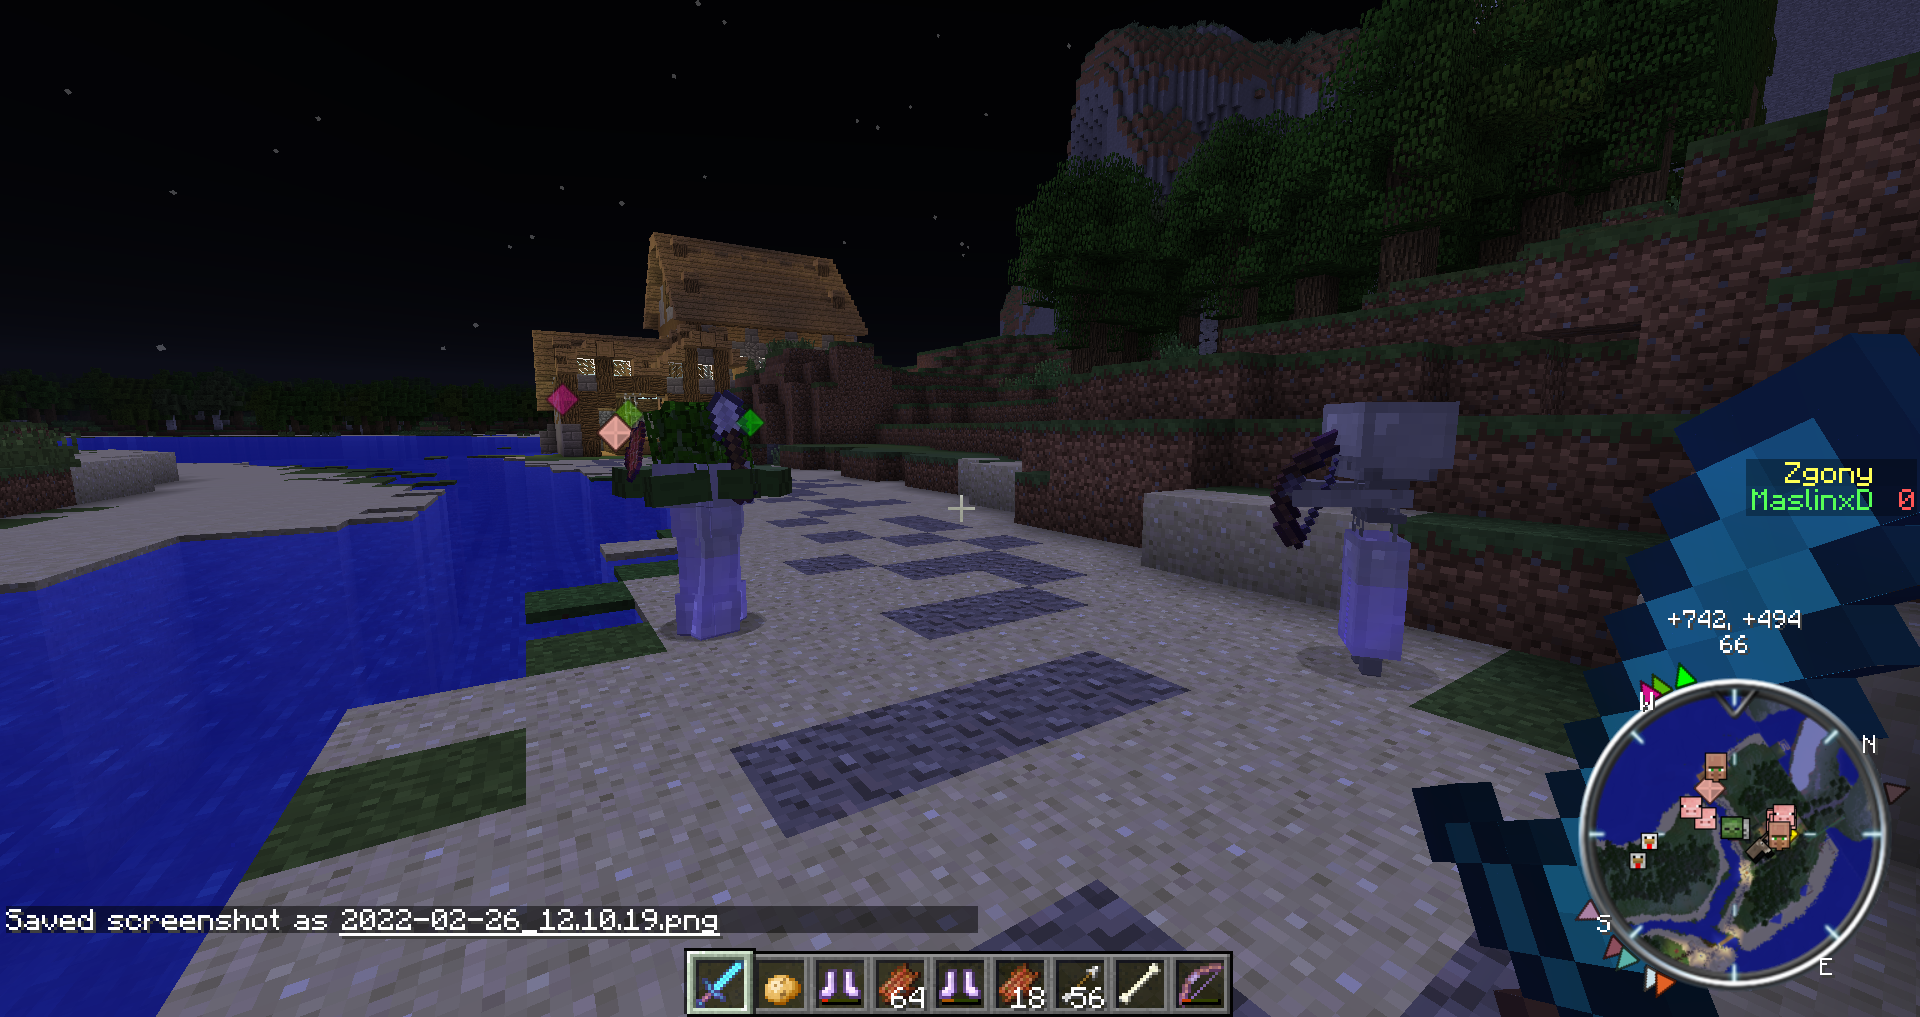 Zgony
MaslinxD 0
+742, +494
66
N
W
S
E
Saved screenshot as 2022-02-26_12.10.19.png
64
18
56